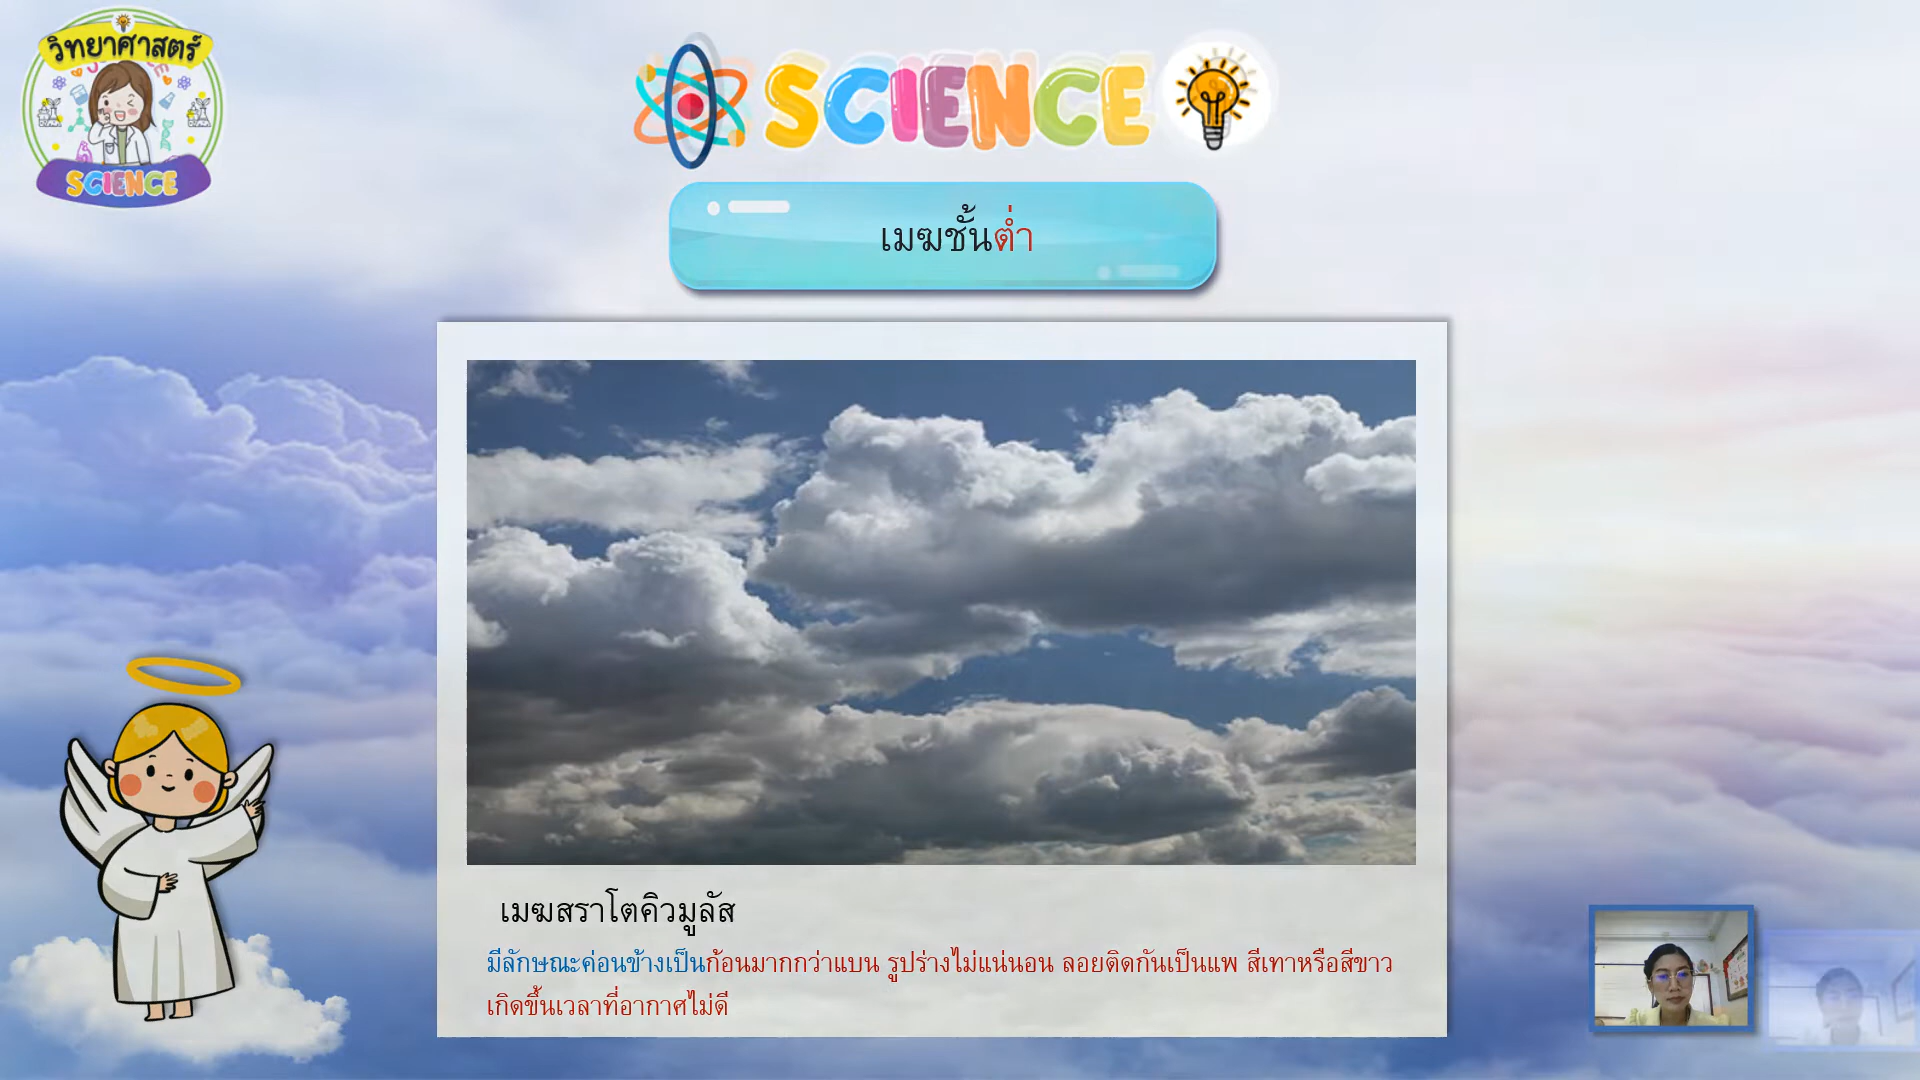 วิทยาศาสตร์
SCIENCE
SCIENCE
เมฆชั้นต่ำ
เมฆสราโตคิวมูลัส
มีลักษณะค่อนข้างเป็นก้อนมากกว่าแบน รูปร่างไม่แน่นอน ลอยติดกันเป็นแพ สีเทาหรือสีขาว
เกิดขึ้นเวลาที่อากาศไม่ดี